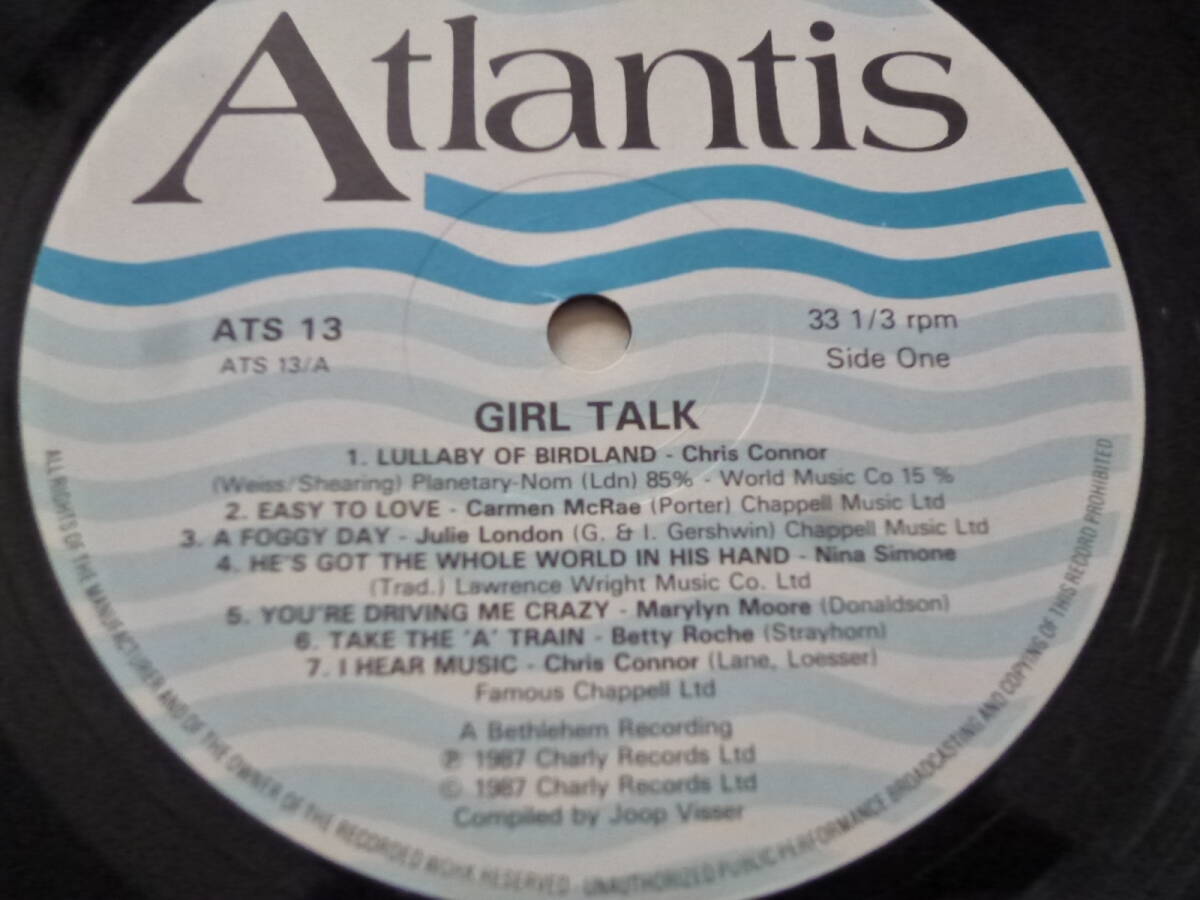 Atlantis
ATS 13
ATS 13/A
33 1/3 rpm
Side One
GIRL TALK
1. LULLABY OF BIRDLAND - Chris Connor
(Weiss/Shearing) Planetary-Nom (Ldn) 85% - World Music Co 15 %
2. EASY TO LOVE - Carmen McRae (Porter) Chappell Music Ltd
3. A FOGGY DAY - Julie London (G. & I. Gershwin) Chappell Music Ltd
4. HE'S GOT THE WHOLE WORLD IN HIS HAND - Nina Simone
(Trad.) Lawrence Wright Music Co. Ltd
5. YOU'RE DRIVING ME CRAZY - Marylyn Moore (Donaldson)
6. TAKE THE 'A' TRAIN - Betty Roche (Strayhorn)
7. I HEAR MUSIC - Chris Connor (Lane, Loesser)
Famous Chappell Ltd
A Bethlehem Recording
℗ 1987 Charly Records Ltd
© 1987 Charly Records Ltd
Compiled by Joop Visser
ALL RIGHTS OF THE MANUFACTURER AND OF THE OWNER OF THE RECORDED WORK RESERVED - UNAUTHORIZED PUBLIC PERFORMANCE BROADCASTING AND COPYING OF THIS RECORD PROHIBITED